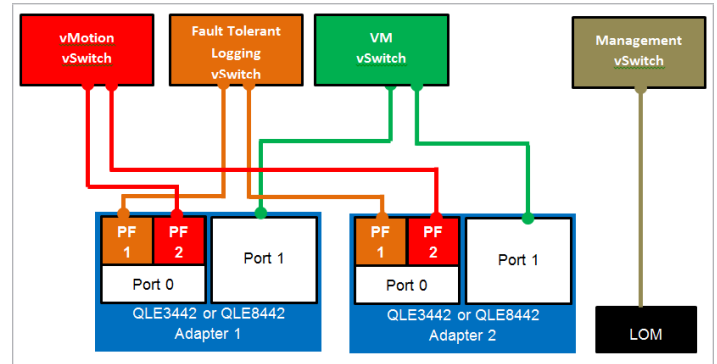 vMotion
vSwitch
Fault Tolerant
Logging
vSwitch
VM
vSwitch
Management
vSwitch
PF
1
PF
2
Port 0
Port 1
QLE3442 or QLE8442
Adapter 1
PF
1
PF
2
Port 0
Port 1
QLE3442 or QLE8442
Adapter 2
LOM